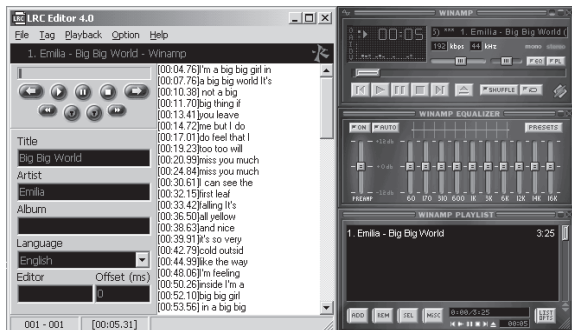 LRC Editor 4.0
File Tag Playback Option Help
1. Emilia - Big Big World - Winamp
[00:04.76]I'm a big big girl in
[00:07.76]a big big world It's
[00:10.38] not a big
[00:11.70]big thing if
[00:13.41]you leave
[00:14.72]me but I do
[00:17.01]do feel that I
[00:19.23]too too will
[00:20.99]miss you much
[00:24.84]miss you much
[00:30.61]I can see the
[00:32.15]first leaf
[00:33.42]falling It's
[00:36.50]all yellow
[00:38.63]and nice
[00:39.91]it's so very
[00:42.79]cold outsid
[00:44.99]like the way
[00:48.06]I'm feeling
[00:50.26]inside I'm a
[00:52.10]big big girl
[00:53.56] in a big big
Title
Big Big World
Artist
Emilia
Album
Language
English
Editor Offset (ms)
0
001 - 001 [00:05.31]
WINAMP
00:05
5) *** 1. Emilia - Big Big World (
192 kbps 44 kHz mono stereo
EQ PL
SHUFFLE
WINAMP EQUALIZER
ON AUTO PRESETS
+12db
+0db
-12db
PREAMP 60 170 310 600 1K 3K 6K 12K 14K 16K
WINAMP PLAYLIST
1. Emilia - Big Big World 3:25
ADD REM SEL MISC 0:00/3:25 LIST OPTS
00:05